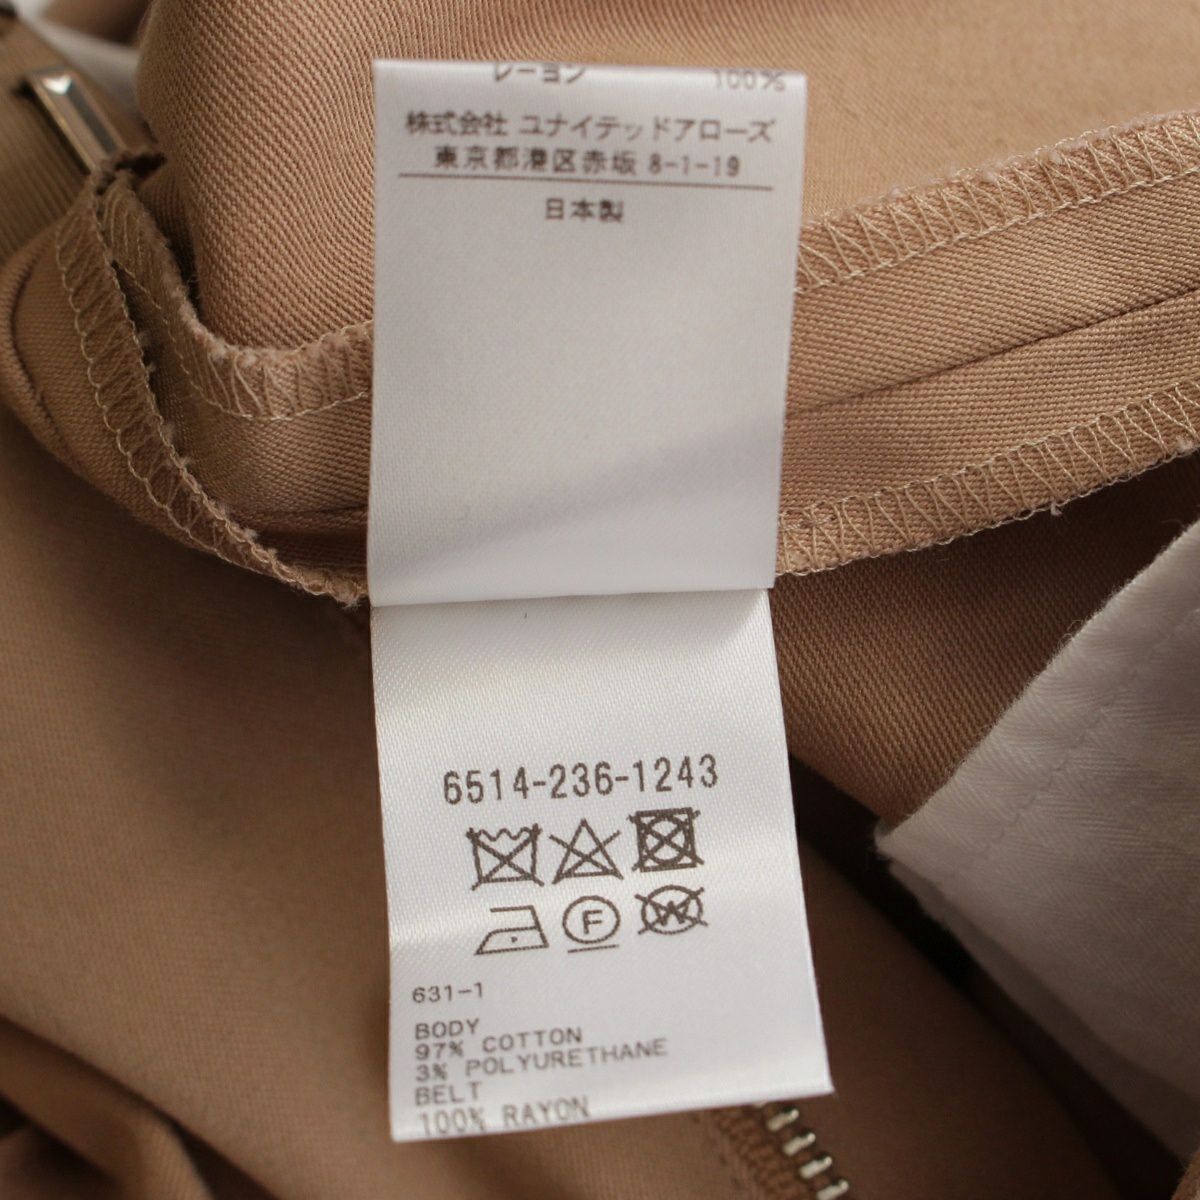 レーヨン 100%
株式会社 ユナイテッドアローズ
東京都港区赤坂 8-1-19
日本製
6514-236-1243
F W
631-1
BODY
97% COTTON
3% POLYURETHANE
BELT
100% RAYON